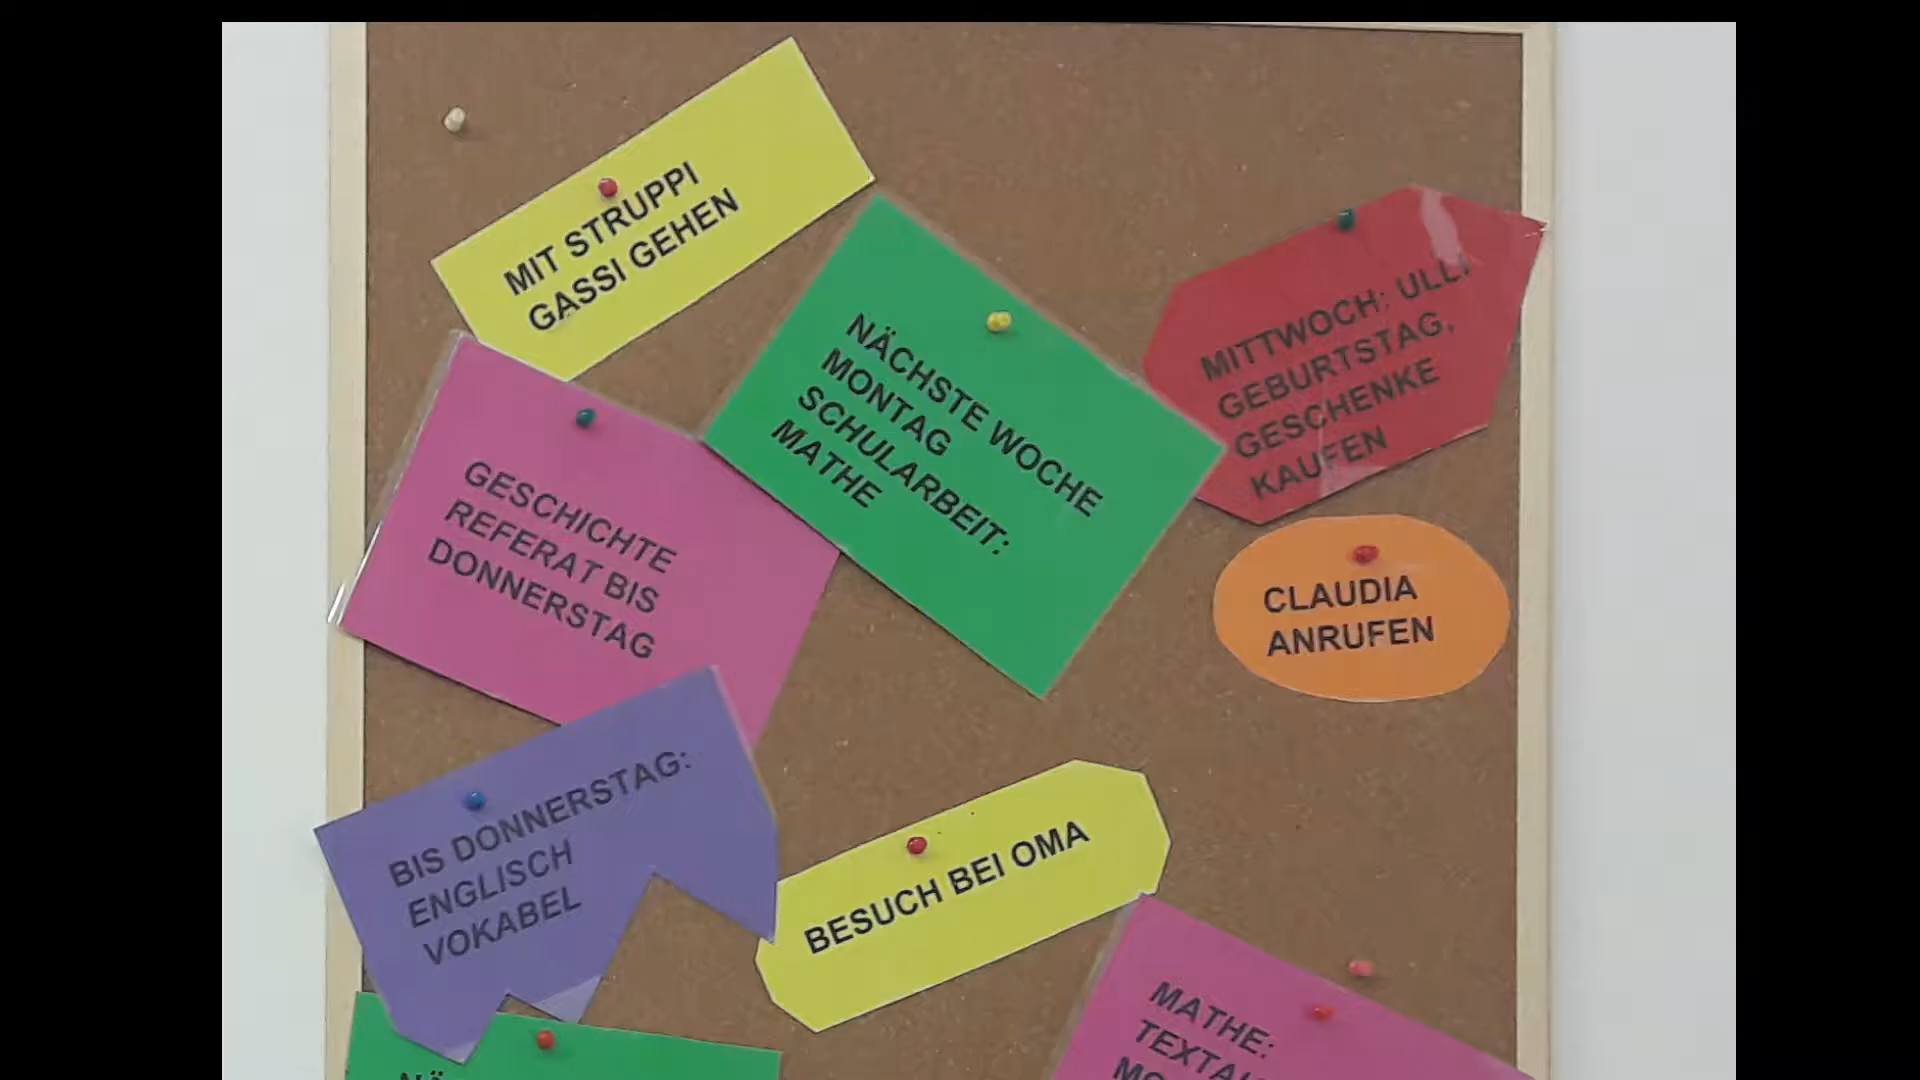 MIT STRUPPI
GASSI GEHEN
NÄCHSTE WOCHE
MONTAG
SCHULARBEIT:
MATHE
MITTWOCH: ULLI
GEBURTSTAG,
GESCHENKE
KAUFEN
GESCHICHTE
REFERAT BIS
DONNERSTAG
CLAUDIA
ANRUFEN
BIS DONNERSTAG:
ENGLISCH
VOKABEL
BESUCH BEI OMA
MATHE: